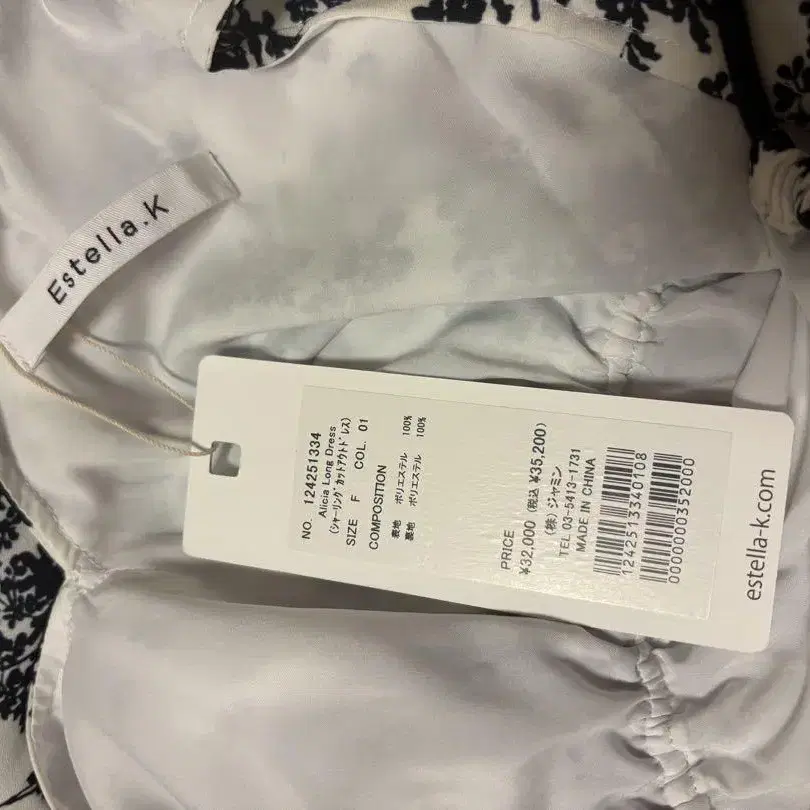 Estella.K
NO. 124251334
Alicia Long Dress
(シャーリングカットアウトドレス)
SIZE F COL. 01
COMPOSITION
表地 ポリエステル 100%
裏地 ポリエステル 100%
PRICE
¥32,000 (税込 ¥35,200)
(株)ジャミン
TEL 03-5413-1731
MADE IN CHINA
1242513340108
0000000352000
estella-k.com